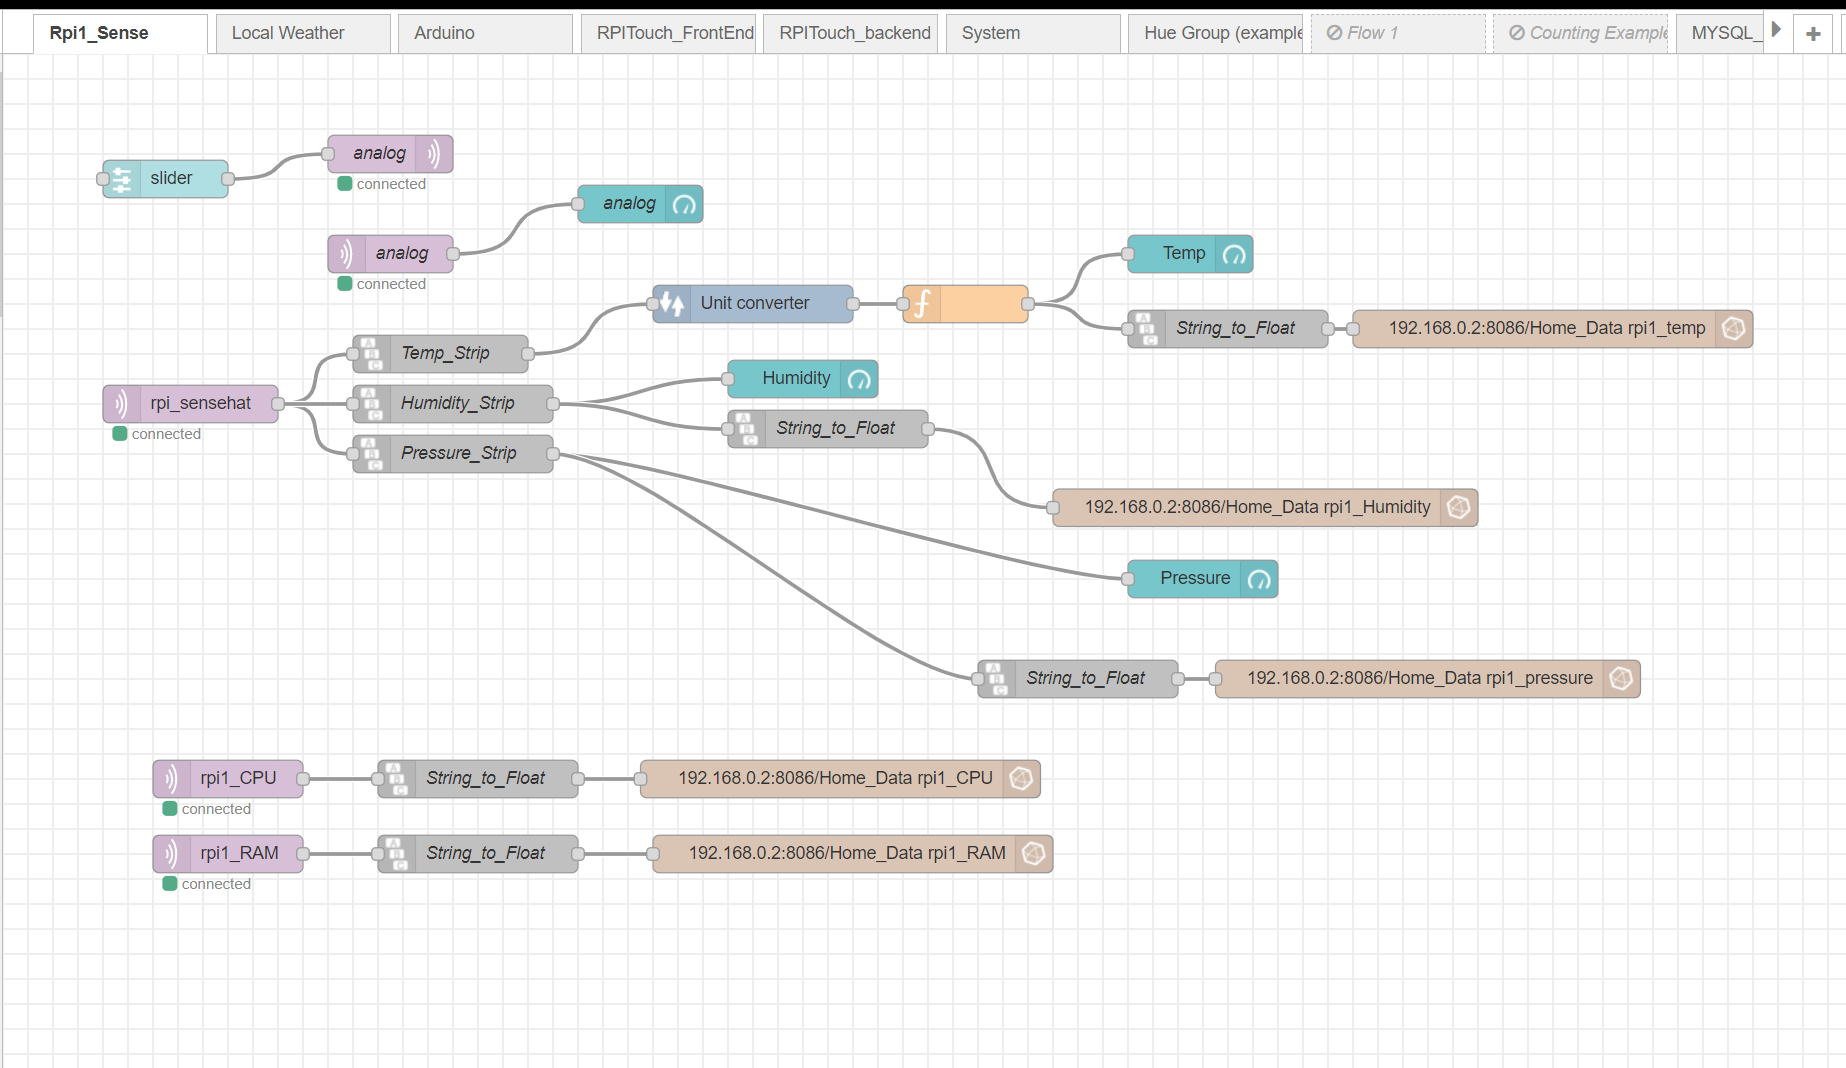 Rpi1_Sense
Local Weather
Arduino
RPITouch_FrontEnd
RPITouch_backend
System
Hue Group (example
Flow 1
Counting Example
MYSQL_
analog
connected
slider
analog
analog
connected
Temp
Unit converter
String_to_Float
192.168.0.2:8086/Home_Data rpi1_temp
Temp_Strip
Humidity
rpi_sensehat
connected
Humidity_Strip
String_to_Float
Pressure_Strip
192.168.0.2:8086/Home_Data rpi1_Humidity
Pressure
String_to_Float
192.168.0.2:8086/Home_Data rpi1_pressure
rpi1_CPU
connected
String_to_Float
192.168.0.2:8086/Home_Data rpi1_CPU
rpi1_RAM
connected
String_to_Float
192.168.0.2:8086/Home_Data rpi1_RAM